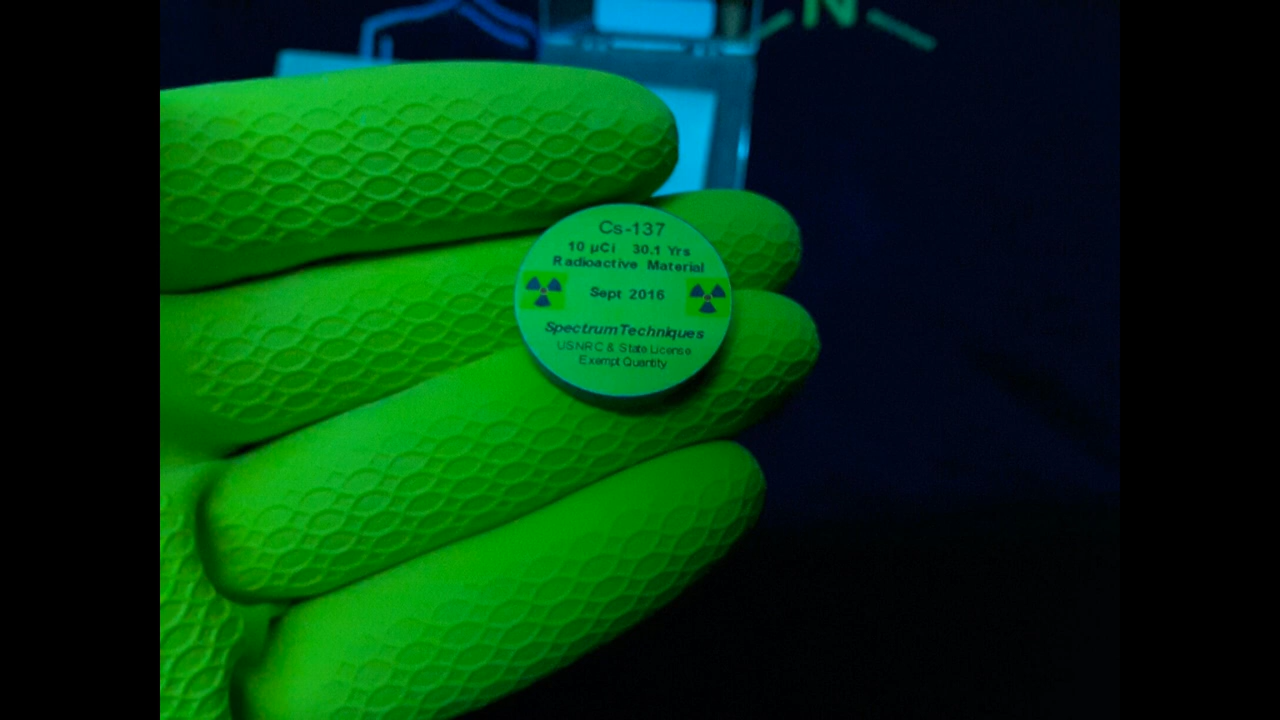 N
Cs-137
10 µCi 30.1 Yrs
Radioactive Material
Sept 2016
SpectrumTechniques
USNRC & State License
Exempt Quantity